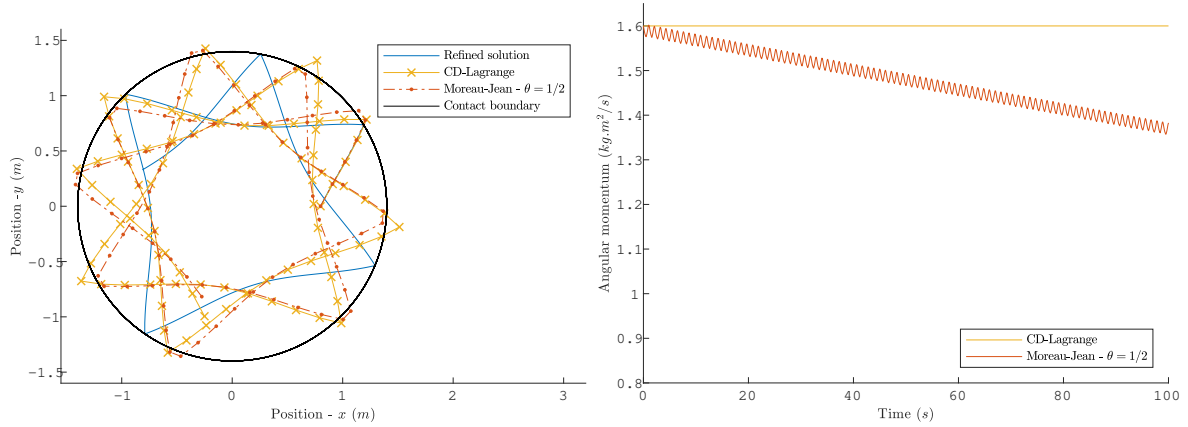 1.5
1
0.5
0
-0.5
-1
-1.5
Position -y (m)
-1
0
1
2
3
Position - x (m)
Refined solution
CD-Lagrange
Moreau-Jean - θ = 1/2
Contact boundary
1.6
1.5
1.4
1.3
1.2
1.1
1
0.9
0.8
Angular momentum (kg.m²/s)
0
20
40
60
80
100
Time (s)
CD-Lagrange
Moreau-Jean - θ = 1/2